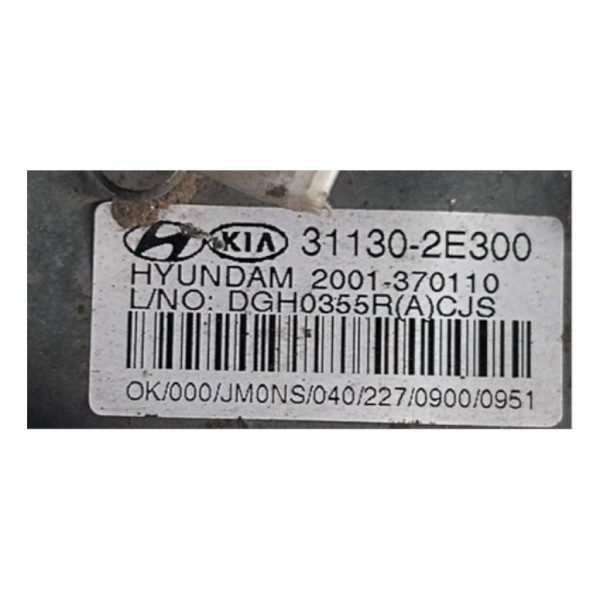 KIA 31130-2E300
HYUNDAM 2001-370110
L/NO: DGH0355R(A)CJS
OK/000/JM0NS/040/227/0900/0951